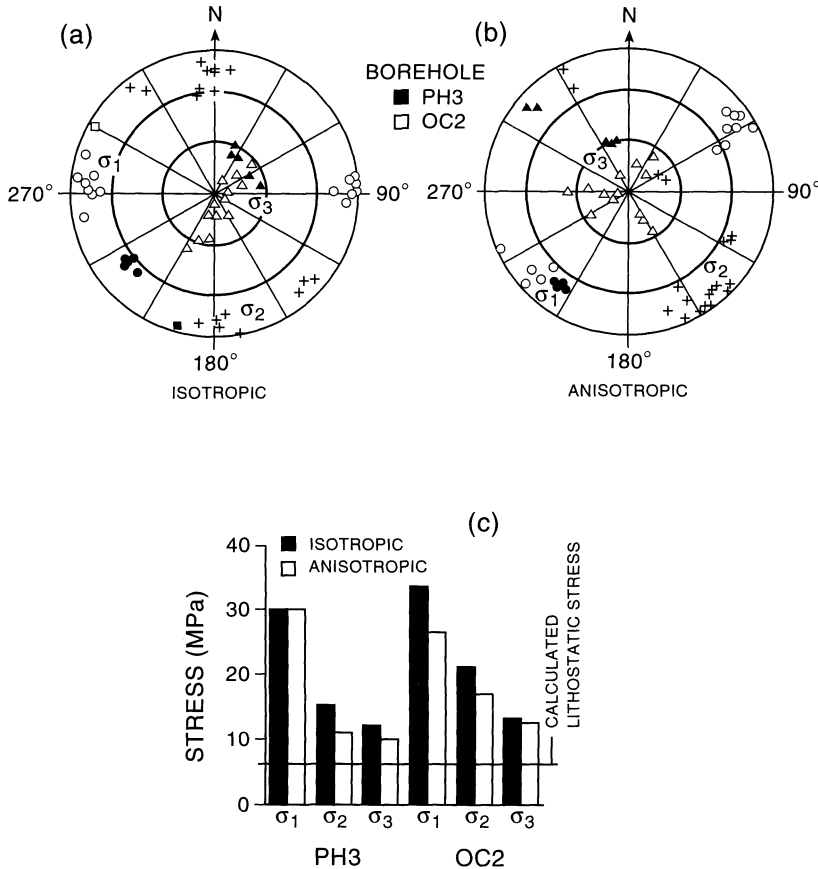 (a)
N
BOREHOLE
PH3
OC2
σ1
σ3
σ2
270°
90°
180°
ISOTROPIC
(b)
N
σ3
σ2
σ1
90°
180°
ANISOTROPIC
(c)
ISOTROPIC
ANISOTROPIC
STRESS (MPa)
40
30
20
10
0
CALCULATED
LITHOSTATIC STRESS
σ1 σ2 σ3 σ1 σ2 σ3
PH3 OC2